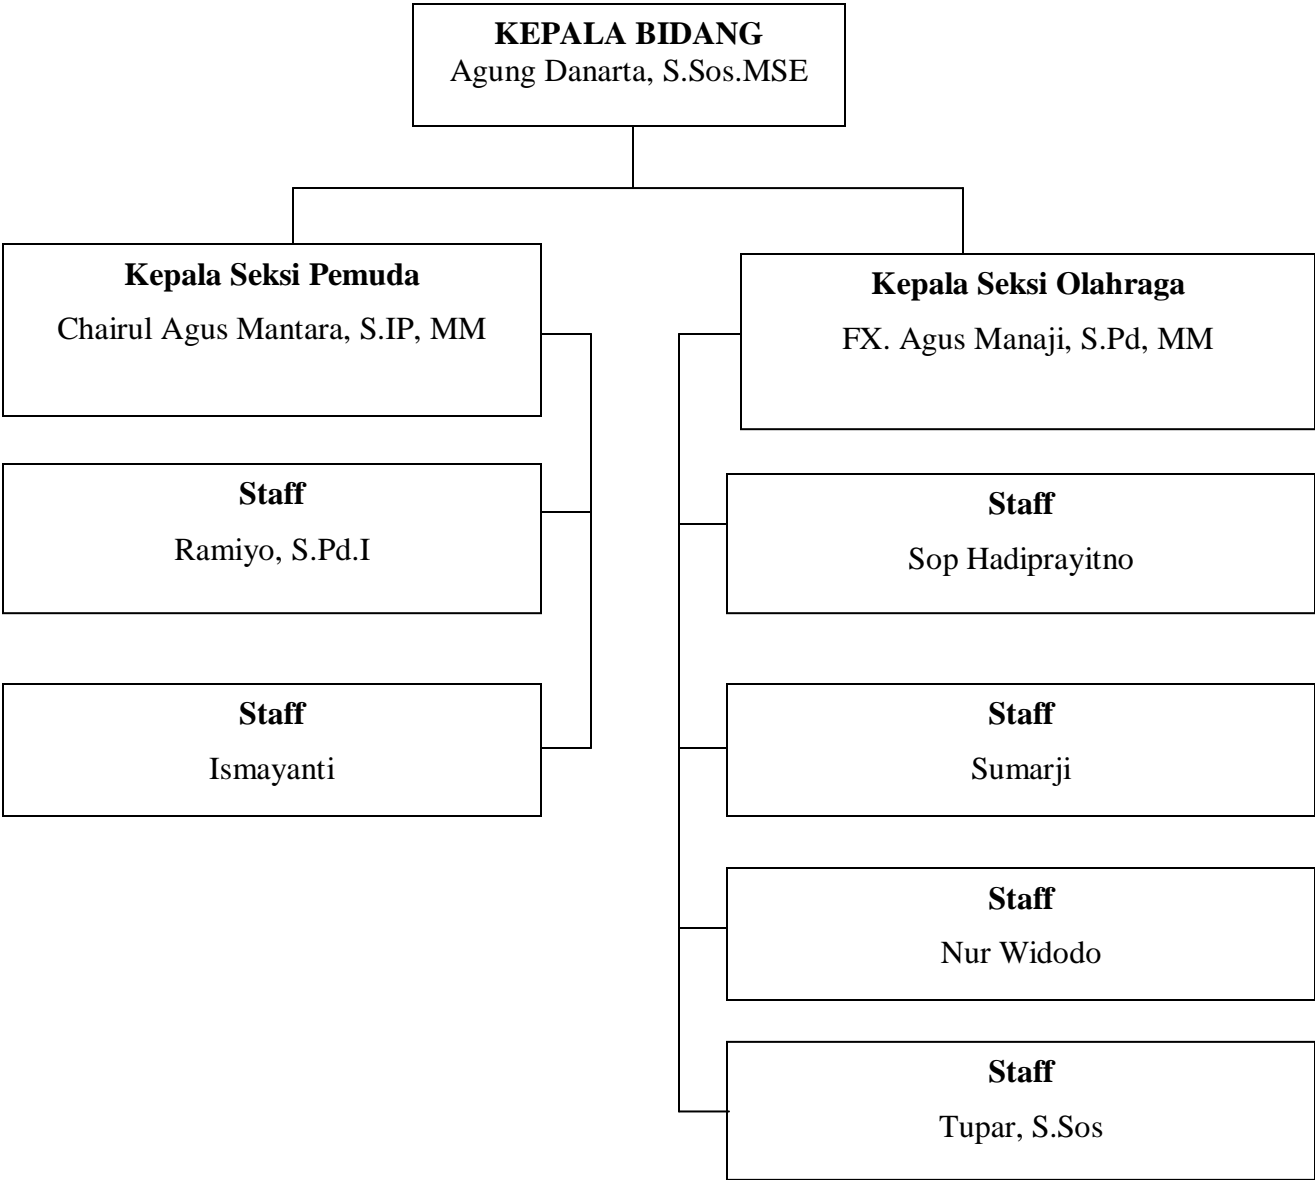 KEPALA BIDANG
Agung Danarta, S.Sos.MSE
Kepala Seksi Pemuda
Chairul Agus Mantara, S.IP, MM
Staff
Ramiyo, S.Pd.I
Staff
Ismayanti
Kepala Seksi Olahraga
FX. Agus Manaji, S.Pd, MM
Staff
Sop Hadiprayitno
Staff
Sumarji
Staff
Nur Widodo
Staff
Tupar, S.Sos